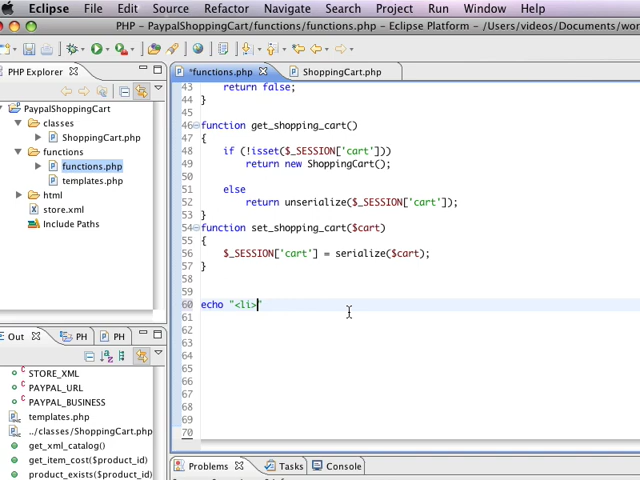 Eclipse File Edit Source Refactor Navigate Search Project Run Window Help
PHP - PaypalShoppingCart/functions/functions.php - Eclipse Platform - /Users/videos/Documents/wor
PHP Explorer
PaypalShoppingCart
classes
ShoppingCart.php
functions
functions.php
templates.php
html
store.xml
Include Paths
Out PH PH
STORE_XML
PAYPAL_URL
PAYPAL_BUSINESS
templates.php
../classes/ShoppingCart.php
get_xml_catalog()
get_item_cost($product_id)
product_exists($product_id)
*functions.php ShoppingCart.php
43 return false;
44 }
45
46 function get_shopping_cart()
47 {
48 if (!isset($_SESSION['cart']))
49 return new ShoppingCart();
50
51 else
52 return unserialize($_SESSION['cart']);
53 }
54 function set_shopping_cart($cart)
55 {
56 $_SESSION['cart'] = serialize($cart);
57 }
58
59
60 echo "<li>"
61
62
63
64
65
66
67
68
69
70
Problems Tasks Console